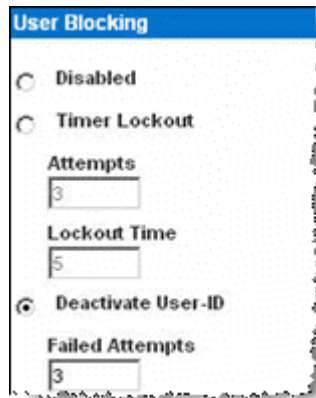 User Blocking
Disabled
Timer Lockout
Attempts
3
Lockout Time
5
Deactivate User-ID
Failed Attempts
3